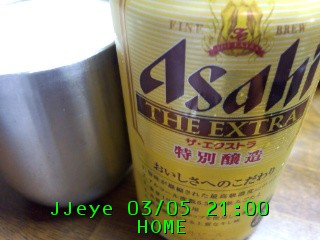 FINE BREW
Asahi
THE EXTRA
ザ・エクストラ
特別醸造
おいしさへのこだわり
JJeye 03/05 21:00
HOME